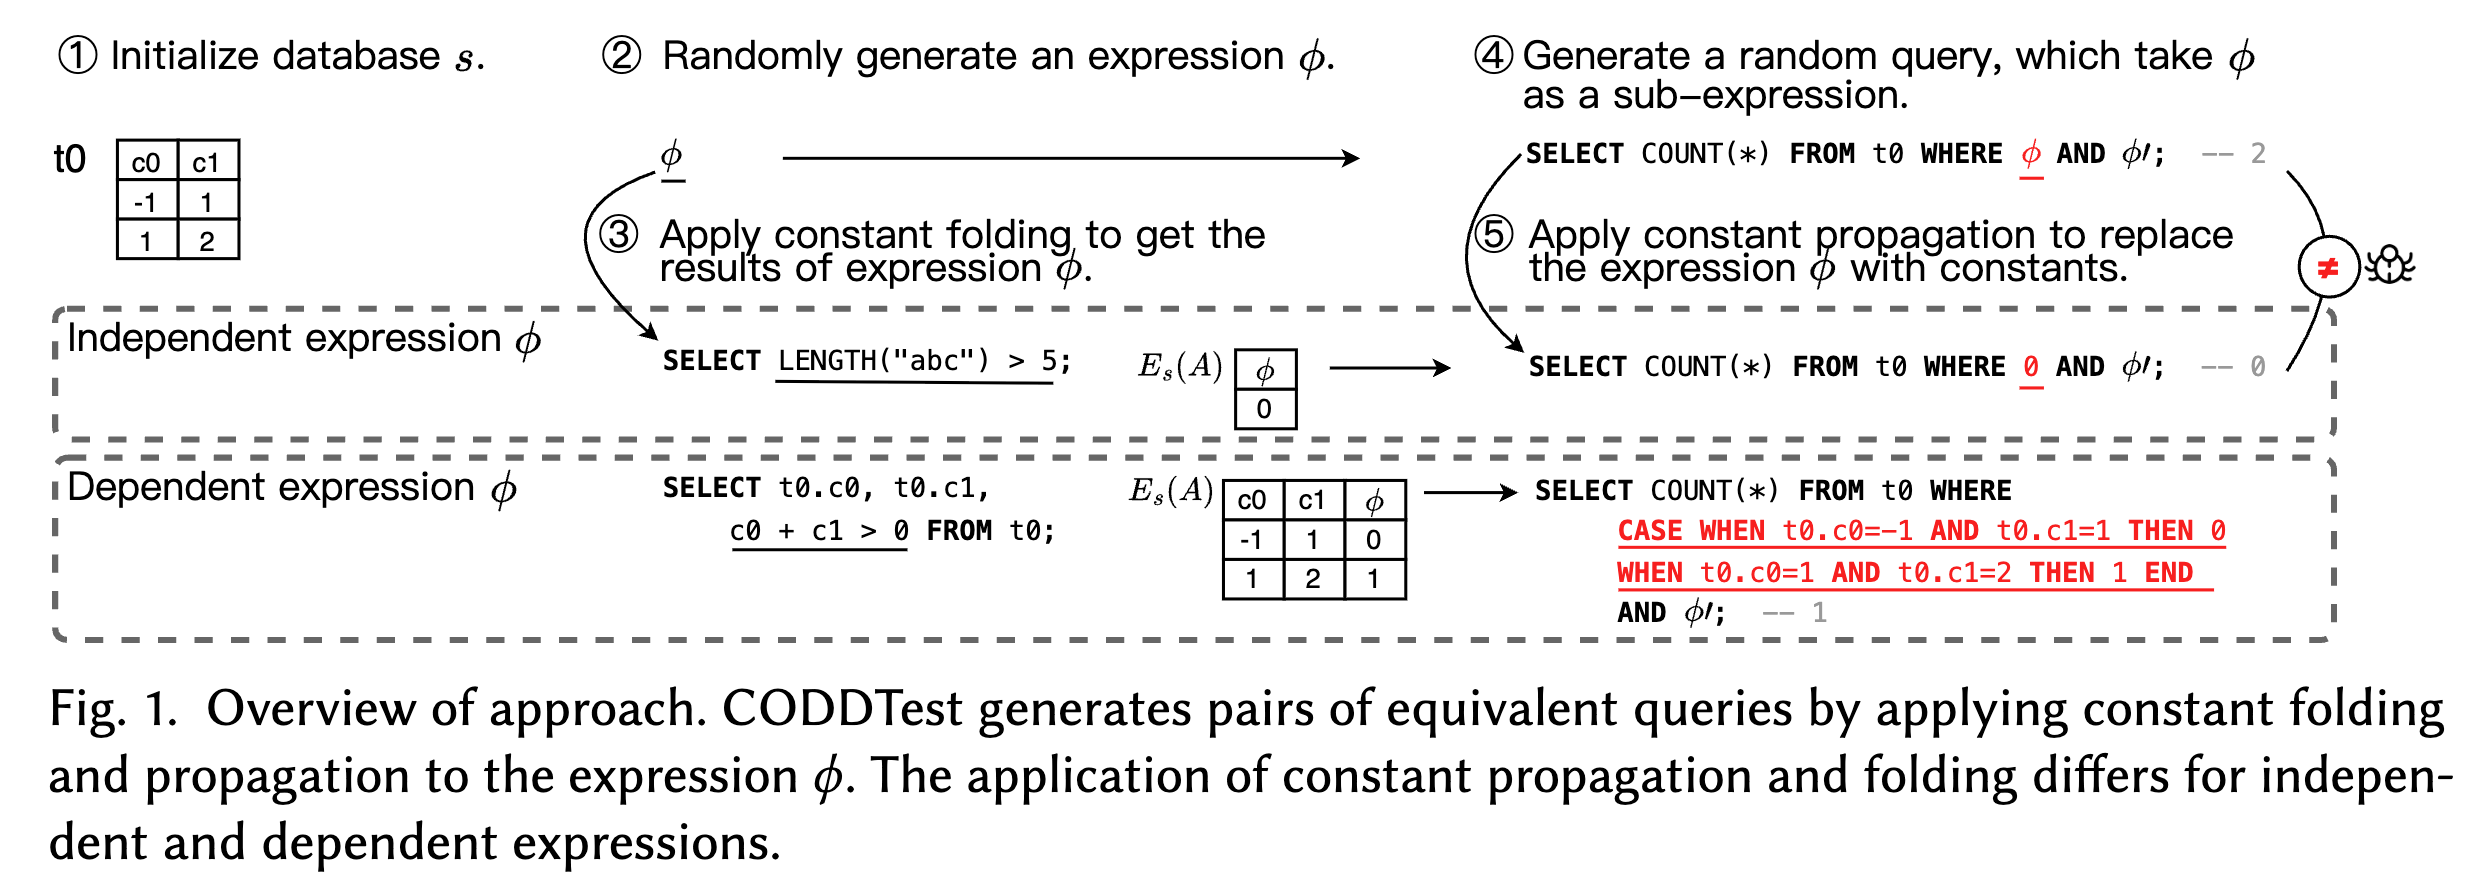 ① Initialize database s.
② Randomly generate an expression ϕ.
④ Generate a random query, which take ϕ
as a sub–expression.
t0
c0 c1
-1 1
1 2
ϕ
SELECT COUNT(*) FROM t0 WHERE ϕ AND ϕ′; -- 2
③ Apply constant folding to get the
results of expression ϕ.
⑤ Apply constant propagation to replace
the expression ϕ with constants.
≠
Independent expression ϕ
SELECT LENGTH("abc") > 5;
Es(A)
ϕ
0
SELECT COUNT(*) FROM t0 WHERE 0 AND ϕ′; -- 0
Dependent expression ϕ
SELECT t0.c0, t0.c1,
c0 + c1 > 0 FROM t0;
Es(A)
c0 c1 ϕ
-1 1 0
1 2 1
SELECT COUNT(*) FROM t0 WHERE
CASE WHEN t0.c0=-1 AND t0.c1=1 THEN 0
WHEN t0.c0=1 AND t0.c1=2 THEN 1 END
AND ϕ′; -- 1
Fig. 1. Overview of approach. CODDTest generates pairs of equivalent queries by applying constant folding
and propagation to the expression ϕ. The application of constant propagation and folding differs for indepen-
dent and dependent expressions.